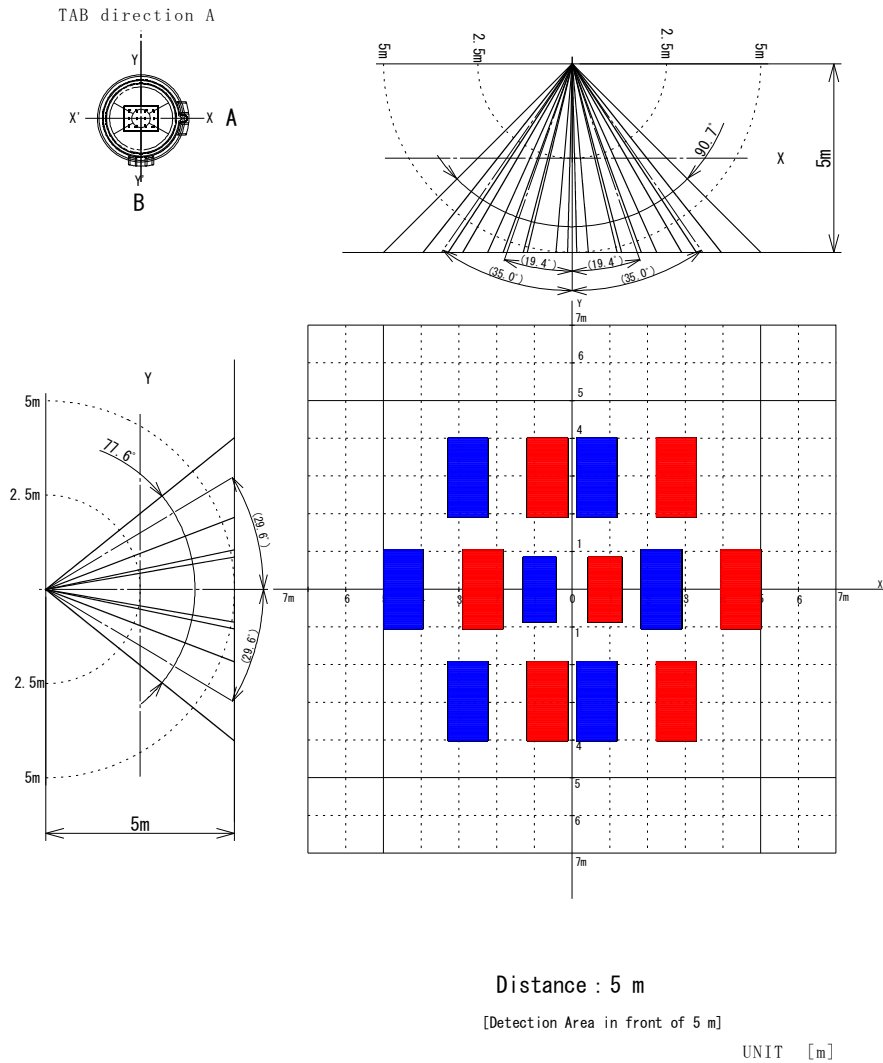 TAB direction A
Y
X'
X
A
Y'
B
5m
2.5m
2.5m
5m
90.7°
X
5m
(19.4°)
(19.4°)
(35.0°)
(35.0°)
Y
7m
6
5
4
1
7m
6
3
0
3
6
7m
X
1
4
5
6
7m
Y
5m
77.6°
2.5m
(29.6°)
(29.6°)
2.5m
5m
5m
Distance : 5 m
[Detection Area in front of 5 m]
UNIT [m]